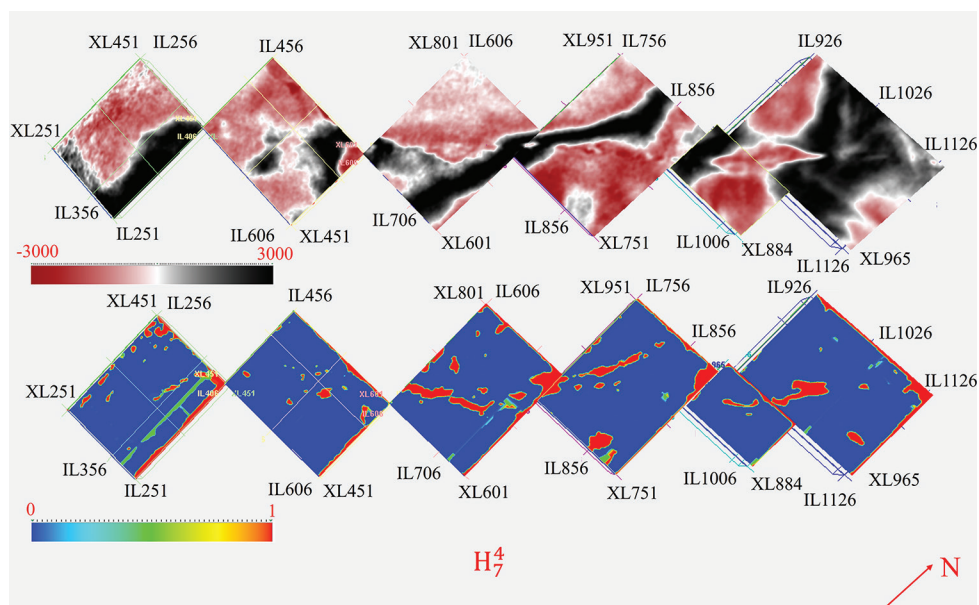 XL451 IL256
IL456
XL801 IL606
XL951 IL756
IL926
IL856
IL1026
XL251
IL1126
IL356
IL251
IL606
XL451
IL706
XL601
IL856
XL751
IL1006
XL884
IL1126
XL965
-3000 3000
XL451 IL256
IL456
XL801 IL606
XL951 IL756
IL926
IL856
IL1026
XL251
XL451
IL1126
IL356
IL251
IL606
XL451
IL706
XL601
IL856
XL751
IL1006
XL884
IL1126
XL965
0 1
H⁴₇
N